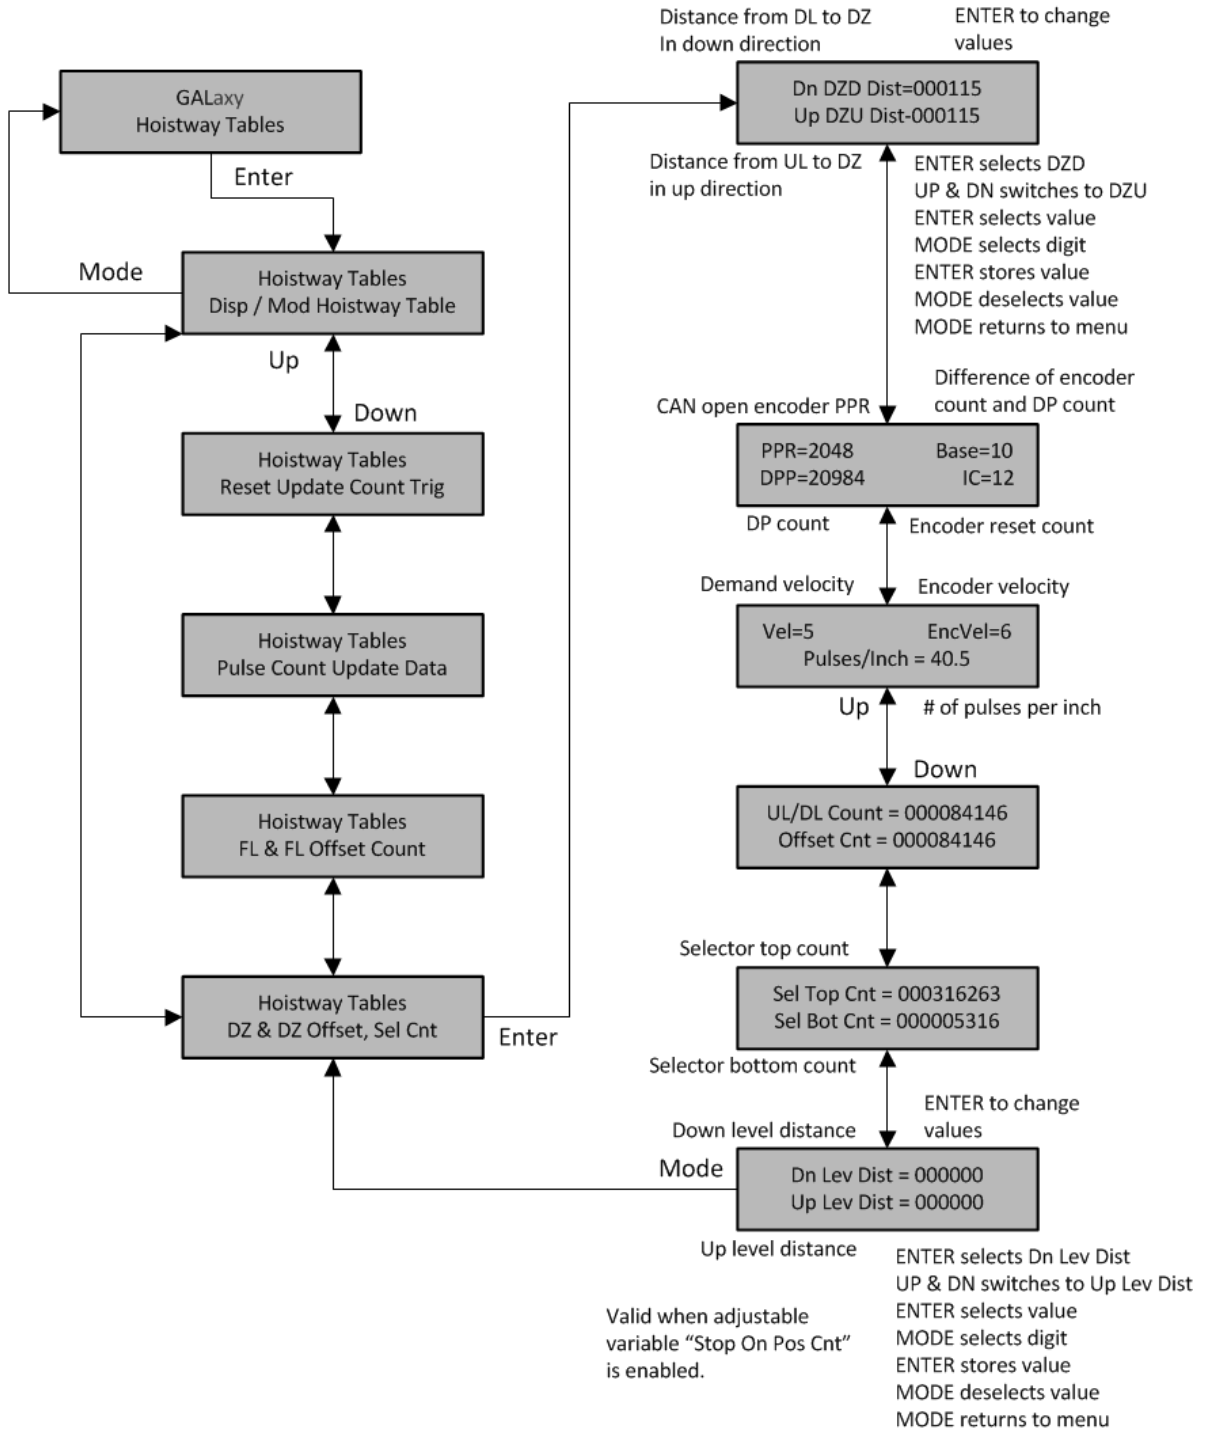 GALaxy
Hoistway Tables
Enter
Mode
Hoistway Tables
Disp / Mod Hoistway Table
Up
Down
Hoistway Tables
Reset Update Count Trig
Hoistway Tables
Pulse Count Update Data
Hoistway Tables
FL & FL Offset Count
Hoistway Tables
DZ & DZ Offset, Sel Cnt
Enter
Distance from DL to DZ
In down direction
ENTER to change
values
Dn DZD Dist=000115
Up DZU Dist-000115
Distance from UL to DZ
in up direction
ENTER selects DZD
UP & DN switches to DZU
ENTER selects value
MODE selects digit
ENTER stores value
MODE deselects value
MODE returns to menu
CAN open encoder PPR
Difference of encoder
count and DP count
PPR=2048 Base=10
DPP=20984 IC=12
DP count
Encoder reset count
Demand velocity
Encoder velocity
Vel=5 EncVel=6
Pulses/Inch = 40.5
Up
# of pulses per inch
Down
UL/DL Count = 000084146
Offset Cnt = 000084146
Selector top count
Sel Top Cnt = 000316263
Sel Bot Cnt = 000005316
Selector bottom count
ENTER to change
values
Down level distance
Mode
Dn Lev Dist = 000000
Up Lev Dist = 000000
Up level distance
ENTER selects Dn Lev Dist
UP & DN switches to Up Lev Dist
ENTER selects value
MODE selects digit
ENTER stores value
MODE deselects value
MODE returns to menu
Valid when adjustable
variable “Stop On Pos Cnt”
is enabled.